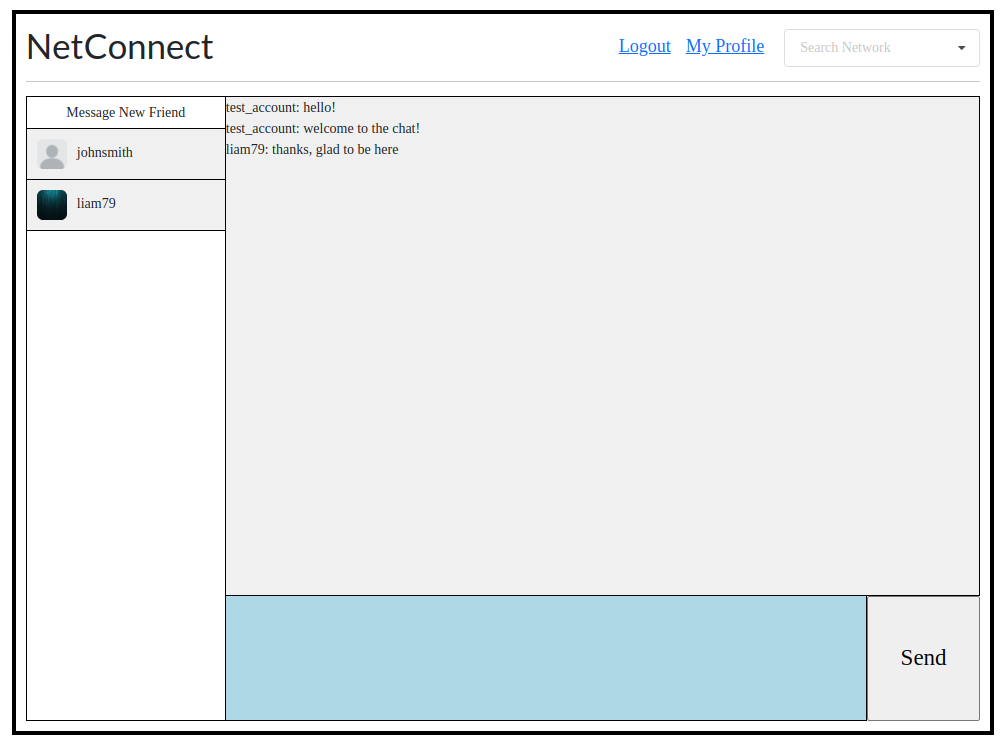 NetConnect
Logout My Profile Search Network
Message New Friend
johnsmith
liam79
test_account: hello!
test_account: welcome to the chat!
liam79: thanks, glad to be here
Send